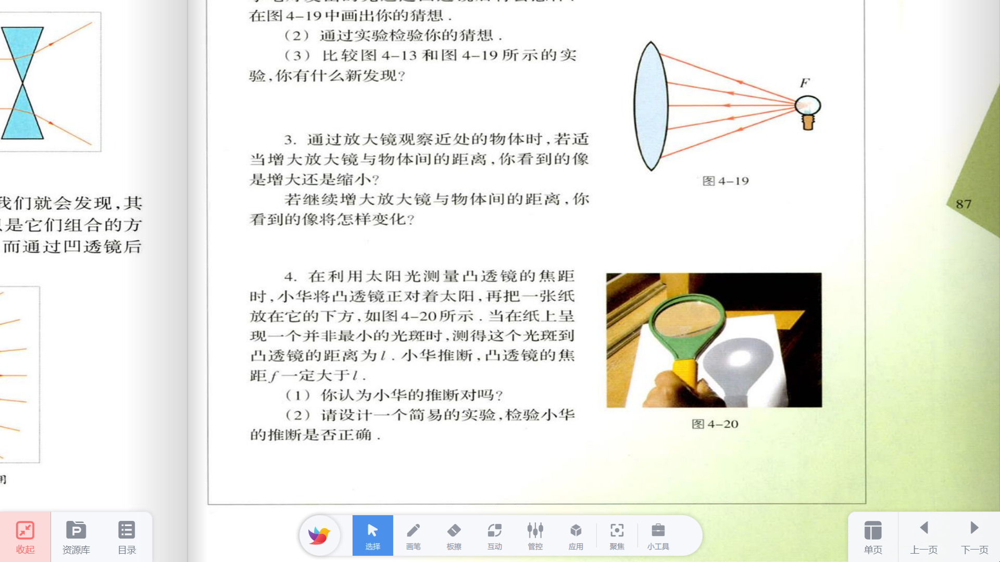 在图4-19中画出你的猜想.
(2) 通过实验检验你的猜想.
(3) 比较图4-13和图4-19所示的实
验,你有什么新发现?
F
图4-19
3. 通过放大镜观察近处的物体时,若适
当增大放大镜与物体间的距离,你看到的像
是增大还是缩小?
若继续增大放大镜与物体间的距离,你
看到的像将怎样变化?
87
我们就会发现,其
是它们组合的方
而通过凹透镜后
4. 在利用太阳光测量凸透镜的焦距
时,小华将凸透镜正对着太阳,再把一张纸
放在它的下方,如图4-20所示.当在纸上呈
现一个并非最小的光斑时,测得这个光斑到
凸透镜的距离为l.小华推断,凸透镜的焦
距f一定大于l.
(1) 你认为小华的推断对吗?
(2) 请设计一个简易的实验,检验小华
的推断是否正确.
图4-20
用
收起
资源库
目录
选择
画笔
板擦
互动
管控
应用
聚焦
小工具
单页
上一页
下一页